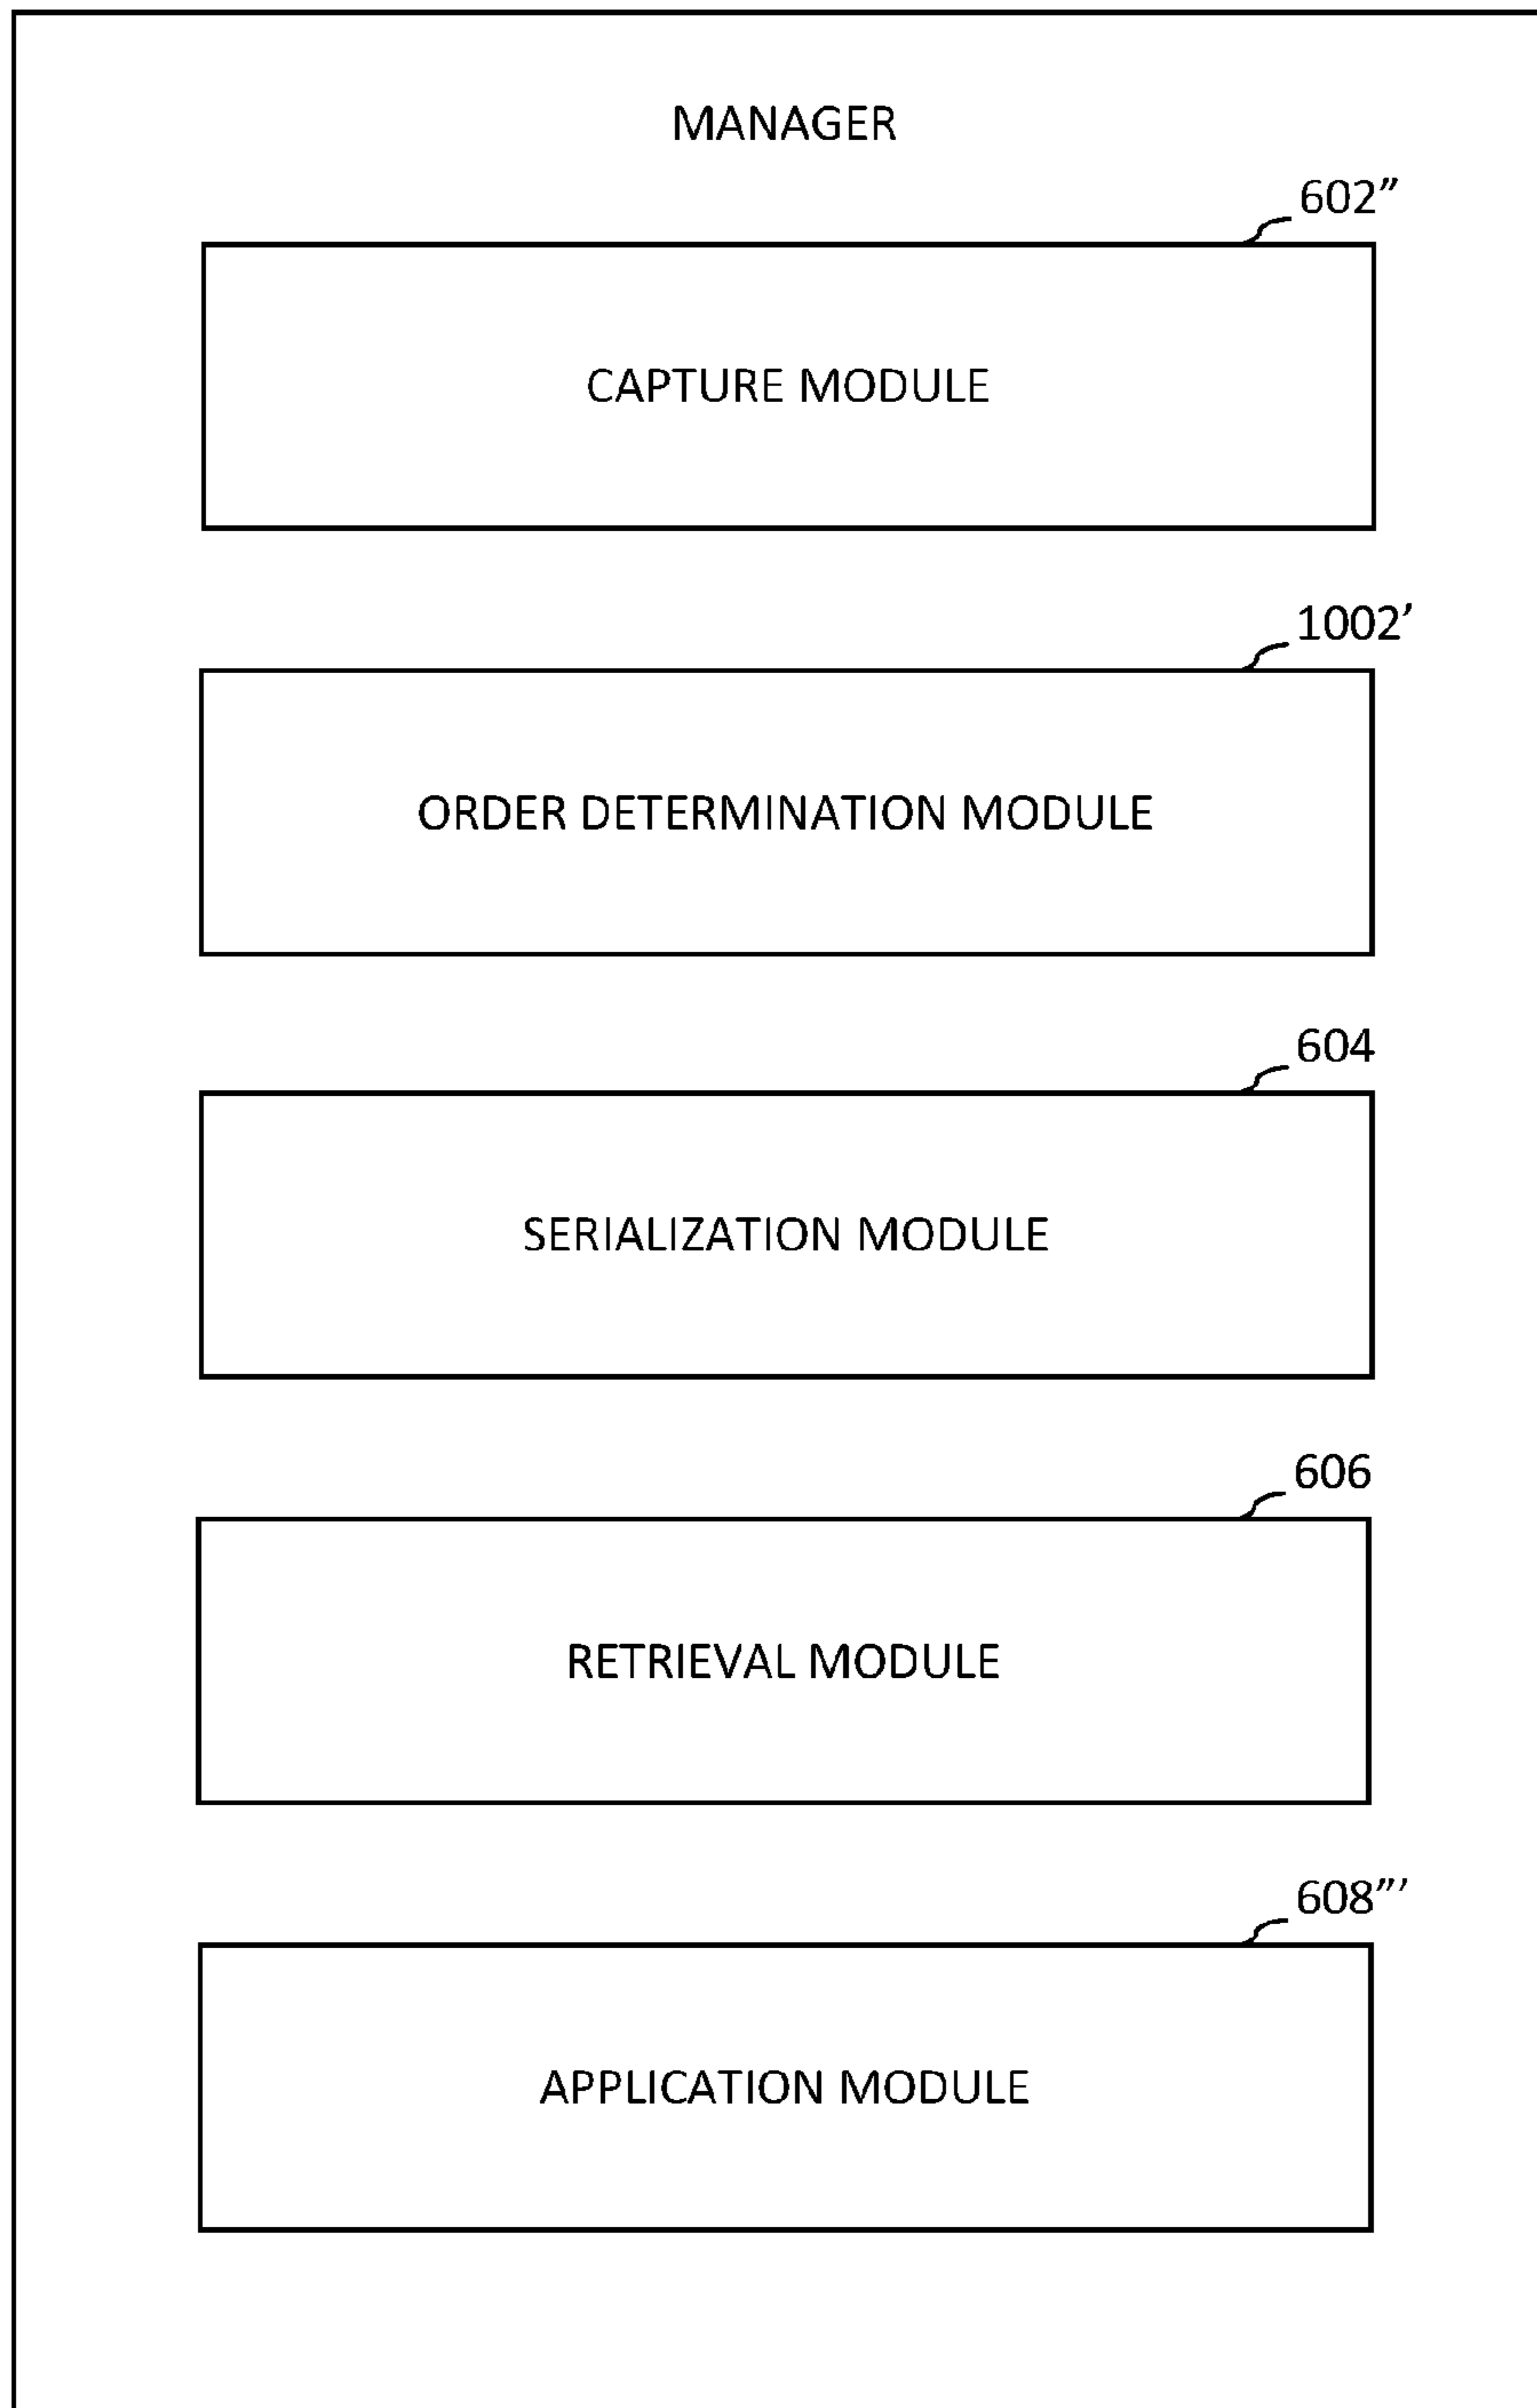 MANAGER
602”
CAPTURE MODULE
1002’
ORDER DETERMINATION MODULE
604
SERIALIZATION MODULE
606
RETRIEVAL MODULE
608”’
APPLICATION MODULE